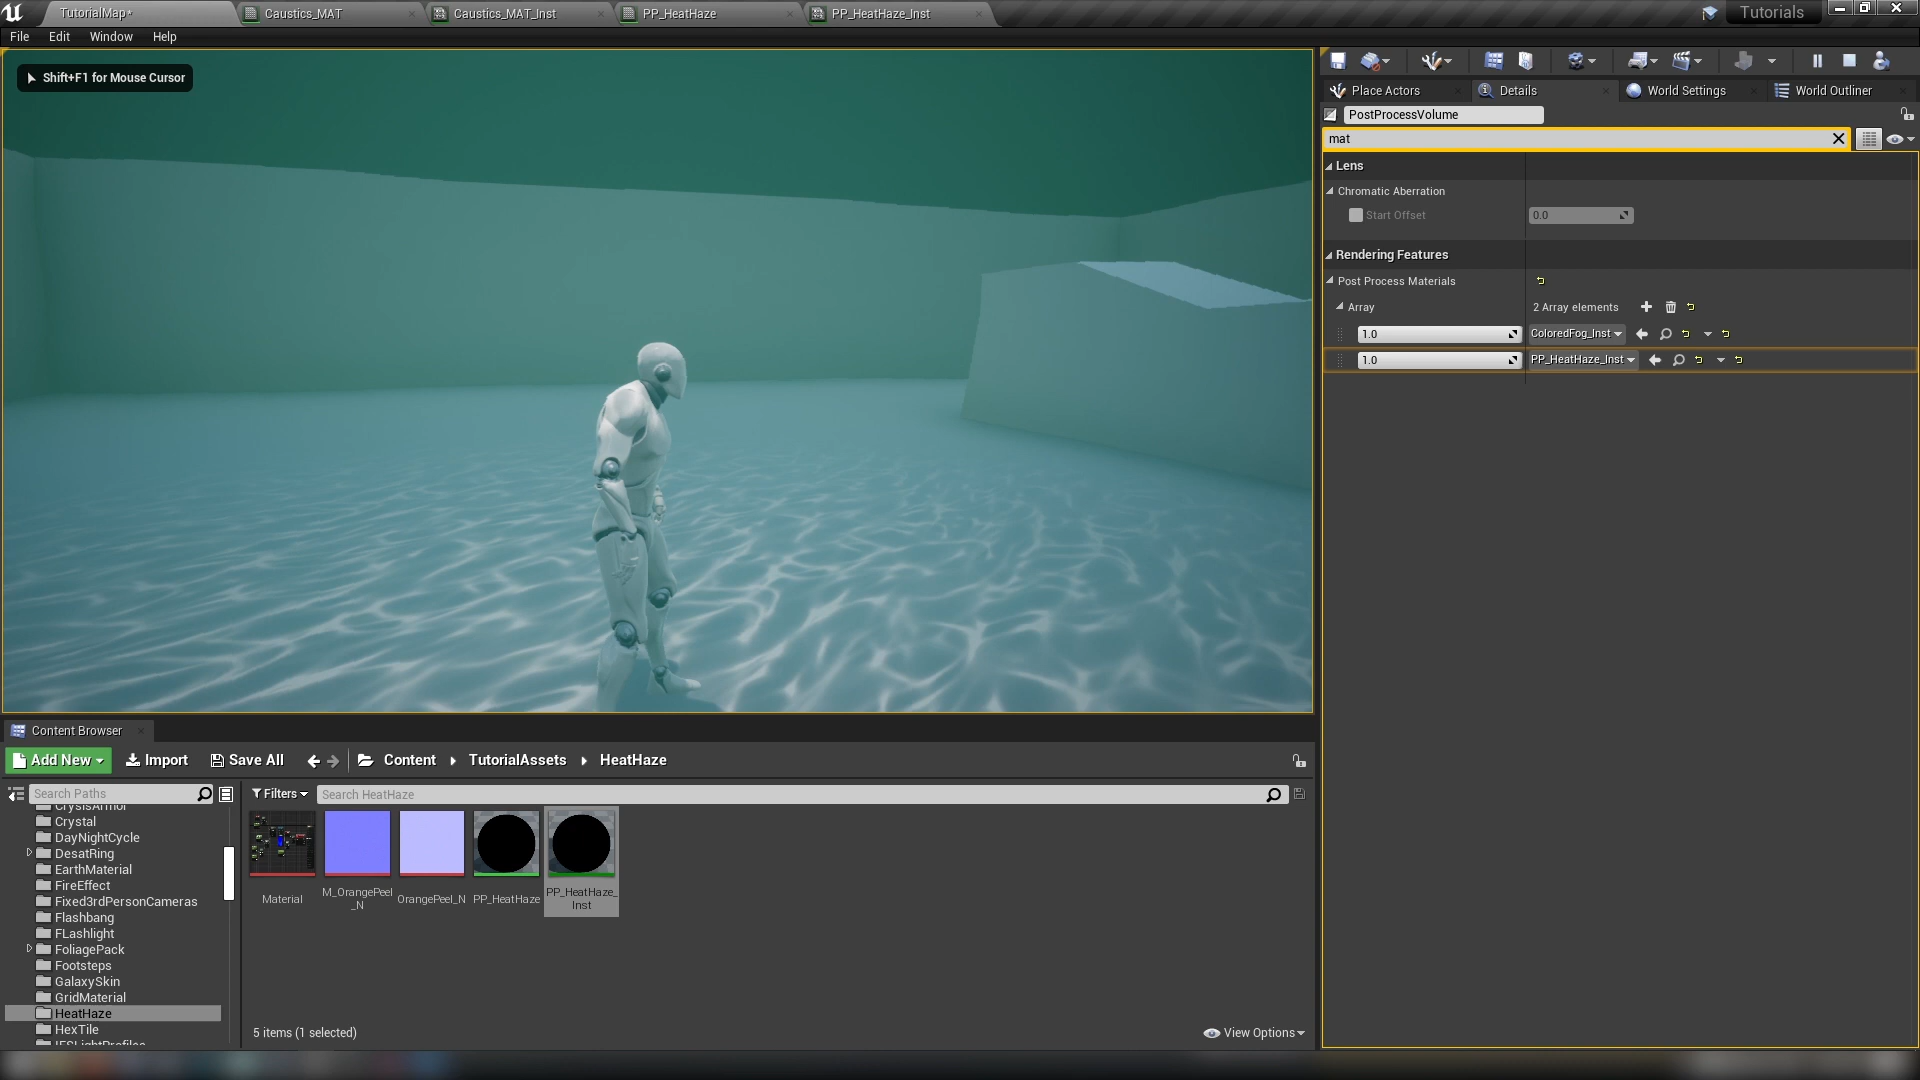 TutorialMap*
Caustics_MAT
Caustics_MAT_Inst
PP_HeatHaze
PP_HeatHaze_Inst
Tutorials
File
Edit
Window
Help
Shift+F1 for Mouse Cursor
Place Actors
Details
World Settings
World Outliner
PostProcessVolume
mat
Lens
Chromatic Aberration
Start Offset
0.0
Rendering Features
Post Process Materials
Array
2 Array elements
1.0
ColoredFog_Inst
1.0
PP_HeatHaze_Inst
Content Browser
Add New
Import
Save All
Content
TutorialAssets
HeatHaze
Search Paths
Filters
Search HeatHaze
CrysisArmor
Crystal
DayNightCycle
DesatRing
EarthMaterial
FireEffect
Fixed3rdPersonCameras
Flashbang
FLashlight
FoliagePack
Footsteps
GalaxySkin
GridMaterial
HeatHaze
HexTile
IESLightProfiles
Material
M_OrangePeel
_N
OrangePeel_N
PP_HeatHaze
PP_HeatHaze_
Inst
5 items (1 selected)
View Options